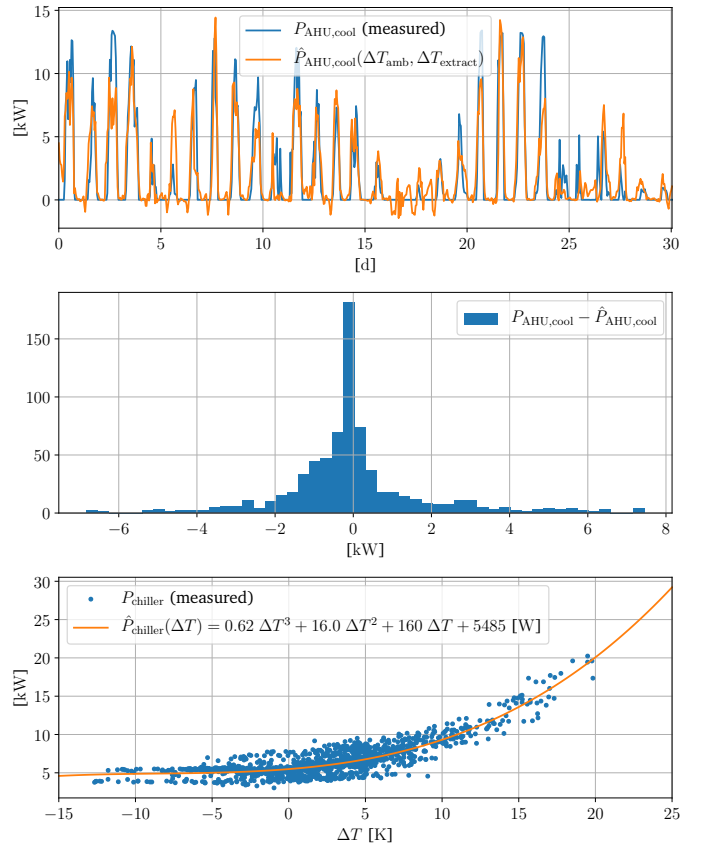 15
10
5
0
[kW]
P_AHU,cool (measured)
P̂_AHU,cool(ΔT_amb, ΔT_extract)
0 5 10 15 20 25 30
[d]
150
100
50
0
P_AHU,cool − P̂_AHU,cool
−6 −4 −2 0 2 4 6 8
[kW]
30
25
20
15
10
5
[kW]
P_chiller (measured)
P̂_chiller(ΔT) = 0.62 ΔT³ + 16.0 ΔT² + 160 ΔT + 5485 [W]
−15 −10 −5 0 5 10 15 20 25
ΔT [K]